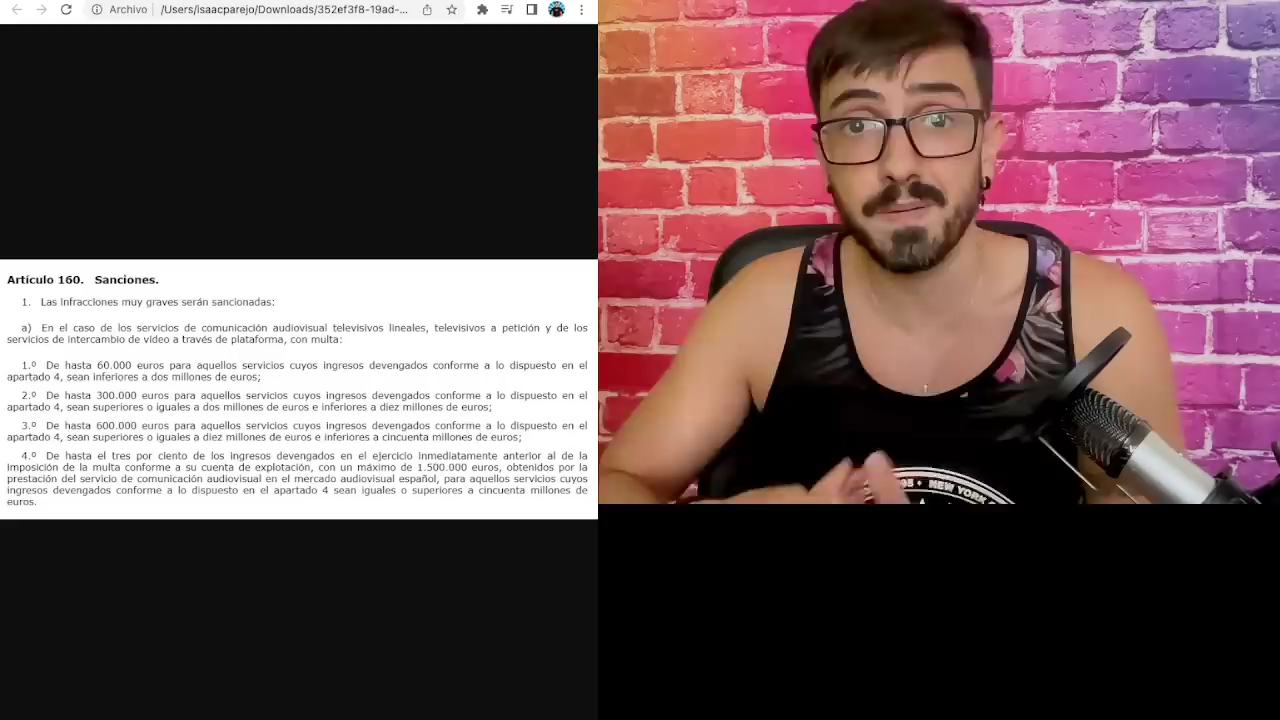 Archivo
/Users/isaacparejo/Downloads/352ef3f8-19ad-...
Artículo 160. Sanciones.
1. Las infracciones muy graves serán sancionadas:
a) En el caso de los servicios de comunicación audiovisual televisivos lineales, televisivos a petición y de los
servicios de intercambio de video a través de plataforma, con multa:
1.º De hasta 60.000 euros para aquellos servicios cuyos ingresos devengados conforme a lo dispuesto en el
apartado 4, sean inferiores a dos millones de euros;
2.º De hasta 300.000 euros para aquellos servicios cuyos ingresos devengados conforme a lo dispuesto en el
apartado 4, sean superiores o iguales a dos millones de euros e inferiores a diez millones de euros;
3.º De hasta 600.000 euros para aquellos servicios cuyos ingresos devengados conforme a lo dispuesto en el
apartado 4, sean superiores o iguales a diez millones de euros e inferiores a cincuenta millones de euros;
4.º De hasta el tres por ciento de los ingresos devengados en el ejercicio inmediatamente anterior al de la
imposición de la multa conforme a su cuenta de explotación, con un máximo de 1.500.000 euros, obtenidos por la
prestación del servicio de comunicación audiovisual en el mercado audiovisual español, para aquellos servicios cuyos
ingresos devengados conforme a lo dispuesto en el apartado 4 sean iguales o superiores a cincuenta millones de
euros.
NEW YORK